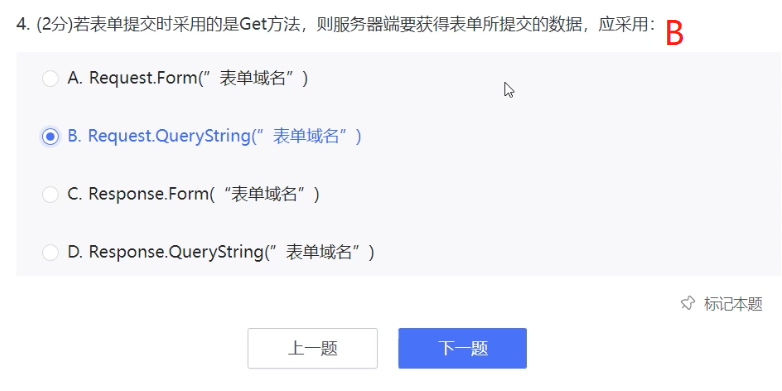 4. (2分)若表单提交时采用的是Get方法，则服务器端要获得表单所提交的数据，应采用：
B
A. Request.Form(”表单域名”)
B. Request.QueryString(”表单域名”)
C. Response.Form(“表单域名”)
D. Response.QueryString(”表单域名”)
标记本题
上一题
下一题